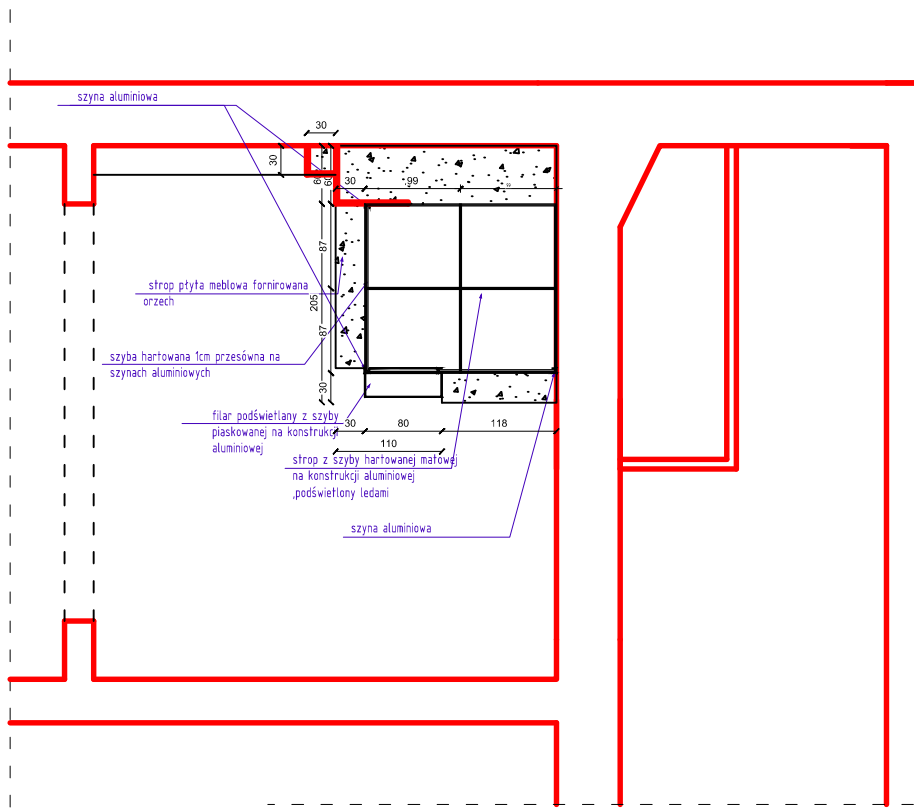 szyna aluminiowa
30
30
60
60
30
99
99
87
strop płyta meblowa fornirowana
orzech
205
87
szyba hartowana 1cm przesówna na
szynach aluminiowych
30
filar podświetlany z szyby
piaskowanej na konstrukcji
aluminiowej
30
80
118
110
strop z szyby hartowanej matowej
na konstrukcji aluminiowej
,podświetlony ledami
szyna aluminiowa